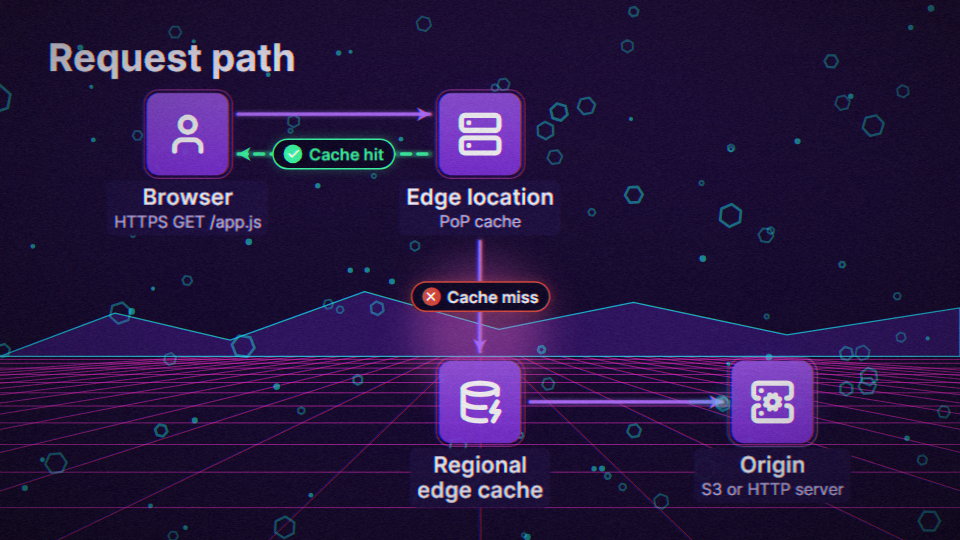 Request path
Cache hit
Browser
HTTPS GET /app.js
Edge location
PoP cache
Cache miss
Regional
edge cache
Origin
S3 or HTTP server